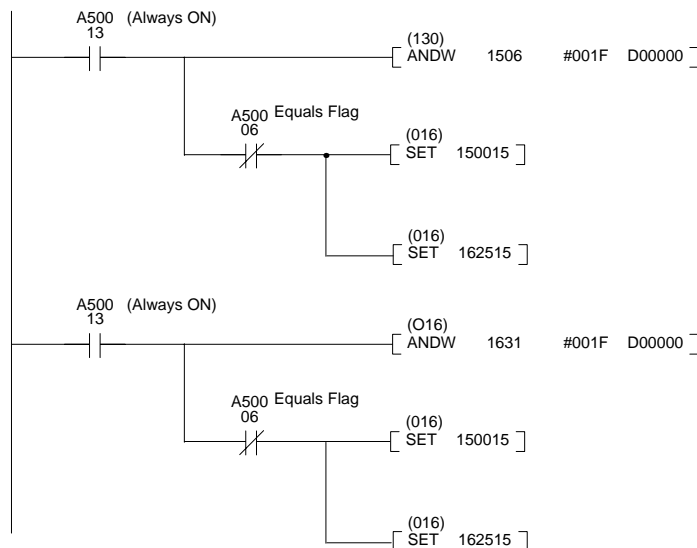 A500 (Always ON)
13
(130)
ANDW 1506 #001F D00000
A500 Equals Flag
06
(016)
SET 150015
(016)
SET 162515
A500 (Always ON)
13
(O16)
ANDW 1631 #001F D00000
A500 Equals Flag
06
(016)
SET 150015
(016)
SET 162515